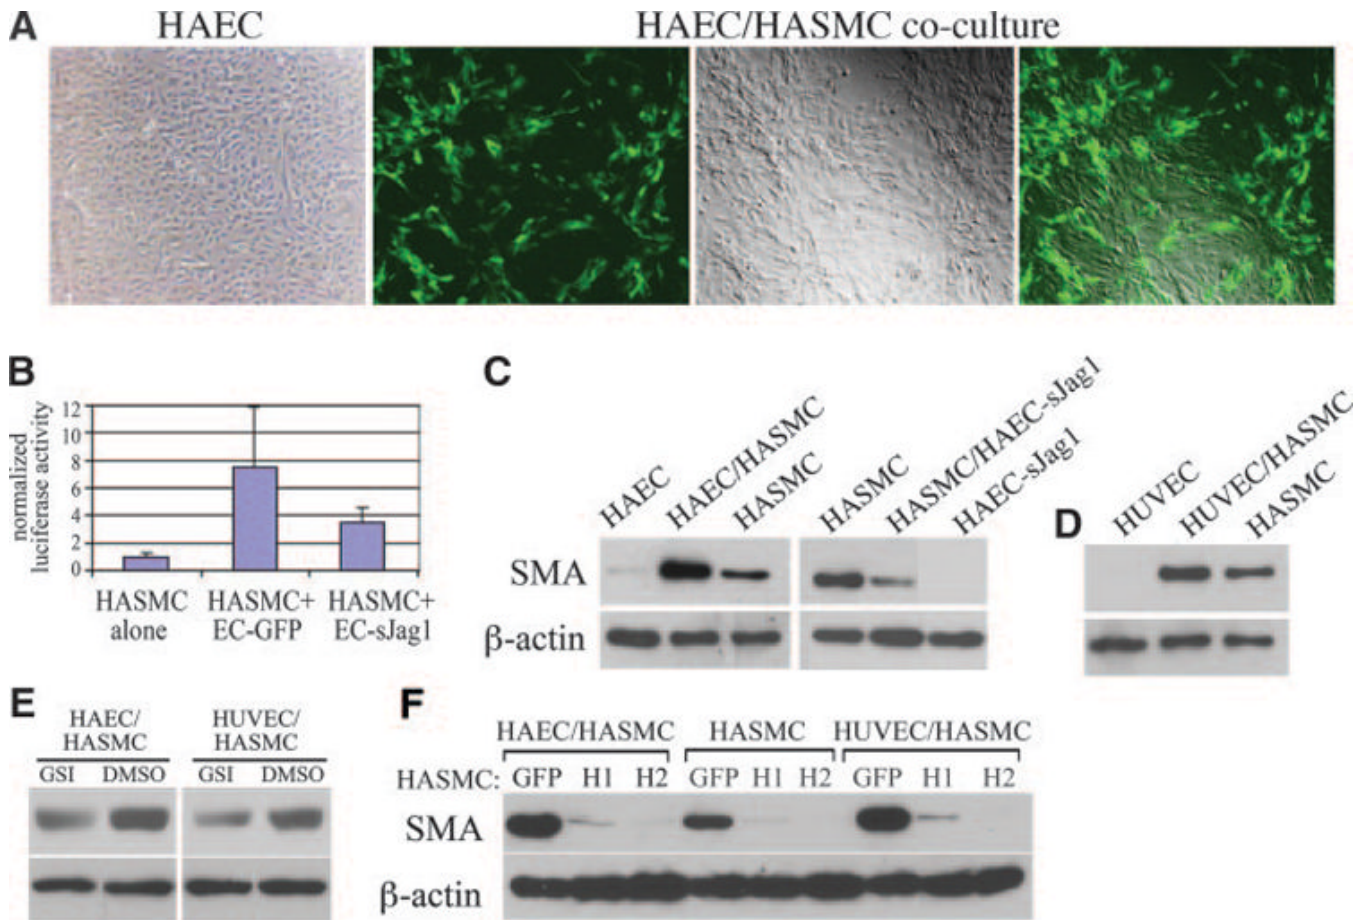 A HAEC HAEC/HASMC co-culture
B
normalized
luciferase activity
12
10
8
6
4
2
0
HASMC
alone
HASMC+
EC-GFP
HASMC+
EC-sJag1
C
HAEC
HAEC/HASMC
HASMC
HASMC
HASMC/HAEC-sJag1
HAEC-sJag1
SMA
β-actin
D
HUVEC
HUVEC/HASMC
HASMC
E
HAEC/
HASMC
HUVEC/
HASMC
GSI DMSO GSI DMSO
F
HAEC/HASMC HASMC HUVEC/HASMC
HASMC: GFP H1 H2 GFP H1 H2 GFP H1 H2
SMA
β-actin